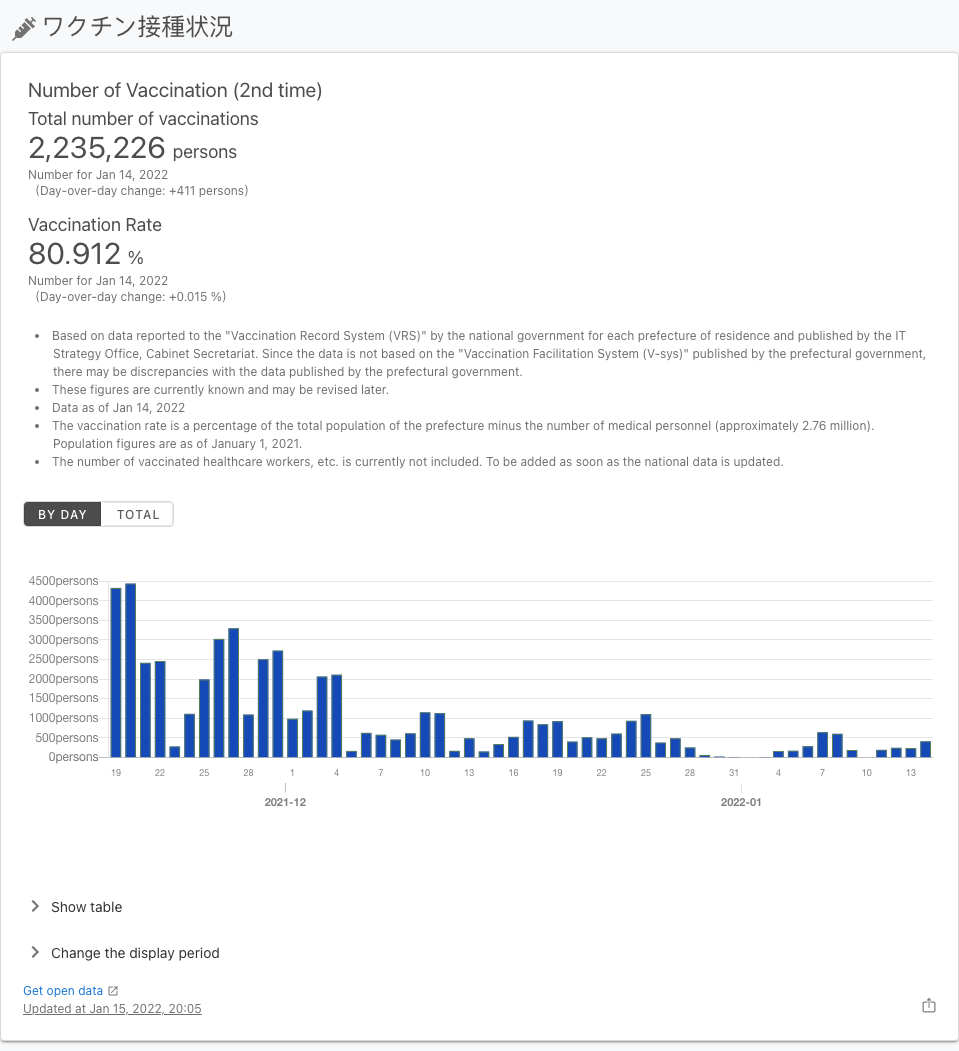 ワクチン接種状況
Number of Vaccination (2nd time)
Total number of vaccinations
2,235,226 persons
Number for Jan 14, 2022
(Day-over-day change: +411 persons)
Vaccination Rate
80.912 %
Number for Jan 14, 2022
(Day-over-day change: +0.015 %)
• Based on data reported to the "Vaccination Record System (VRS)" by the national government for each prefecture of residence and published by the IT
Strategy Office, Cabinet Secretariat. Since the data is not based on the "Vaccination Facilitation System (V-sys)" published by the prefectural government,
there may be discrepancies with the data published by the prefectural government.
• These figures are currently known and may be revised later.
• Data as of Jan 14, 2022
• The vaccination rate is a percentage of the total population of the prefecture minus the number of medical personnel (approximately 2.76 million).
Population figures are as of January 1, 2021.
• The number of vaccinated healthcare workers, etc. is currently not included. To be added as soon as the national data is updated.
BY DAY TOTAL
4500persons
4000persons
3500persons
3000persons
2500persons
2000persons
1500persons
1000persons
500persons
0persons
19 22 25 28 1 4 7 10 13 16 19 22 25 28 31 4 7 10 13
2021-12 2022-01
Show table
Change the display period
Get open data
Updated at Jan 15, 2022, 20:05